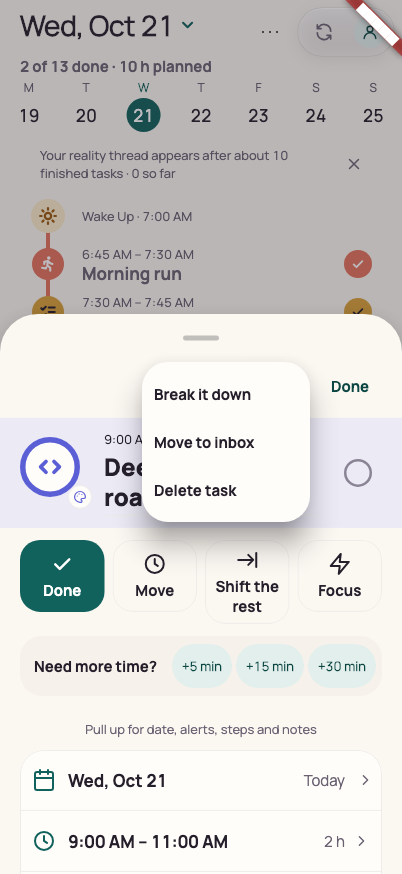 Wed, Oct 21
2 of 13 done · 10 h planned
M T W T F S S
19 20 21 22 23 24 25
Your reality thread appears after about 10
finished tasks · 0 so far
Wake Up · 7:00 AM
6:45 AM – 7:30 AM
Morning run
7:30 AM – 7:45 AM
Done
Break it down
Move to inbox
Delete task
9:00 A
Done
Move
Shift the
rest
Focus
Need more time?
+5 min
+15 min
+30 min
Pull up for date, alerts, steps and notes
Wed, Oct 21
Today
9:00 AM – 11:00 AM
2 h